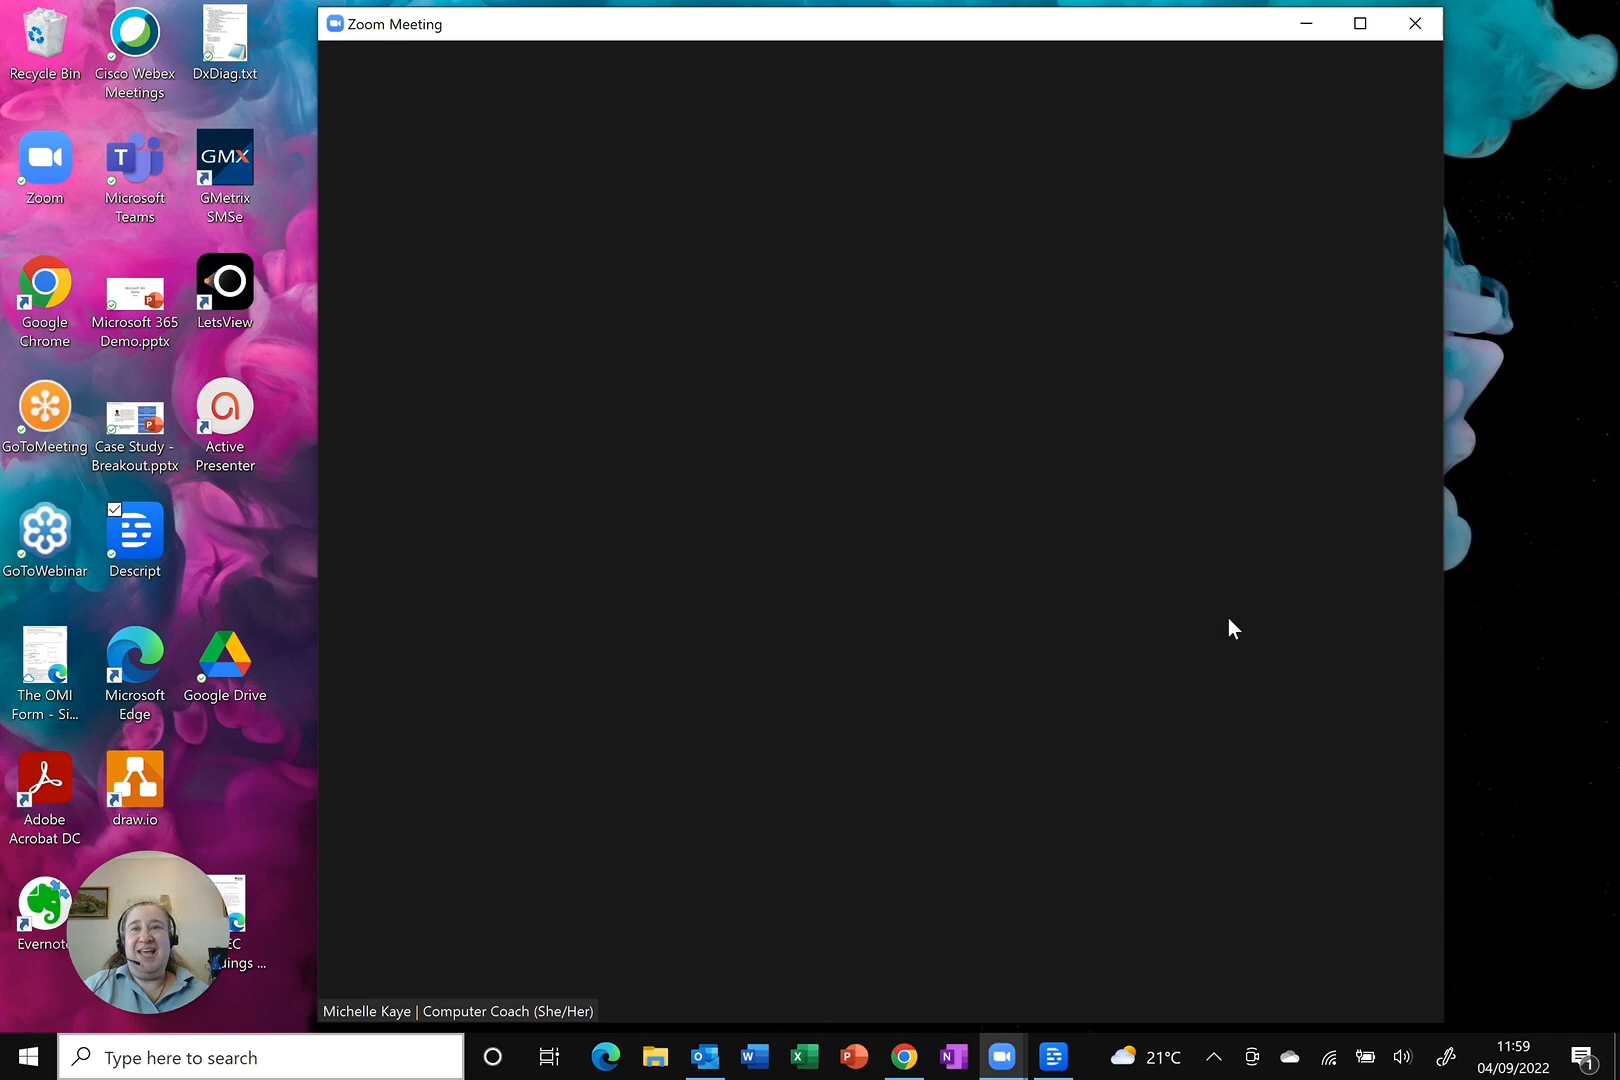 Zoom Meeting
Recycle Bin
Cisco Webex
Meetings
DxDiag.txt
Zoom
T
Microsoft
Teams
GMX
GMetrix
SMSe
Google
Chrome
Microsoft 365
Demo.pptx
LetsView
GoToMeeting
Case Study -
Breakout.pptx
Active
Presenter
GoToWebinar
Descript
The OMI
Form - Si...
Microsoft
Edge
Google Drive
Adobe
Acrobat DC
draw.io
Evernote
EC
...
Michelle Kaye | Computer Coach (She/Her)
Type here to search
21°C
11:59
04/09/2022
1